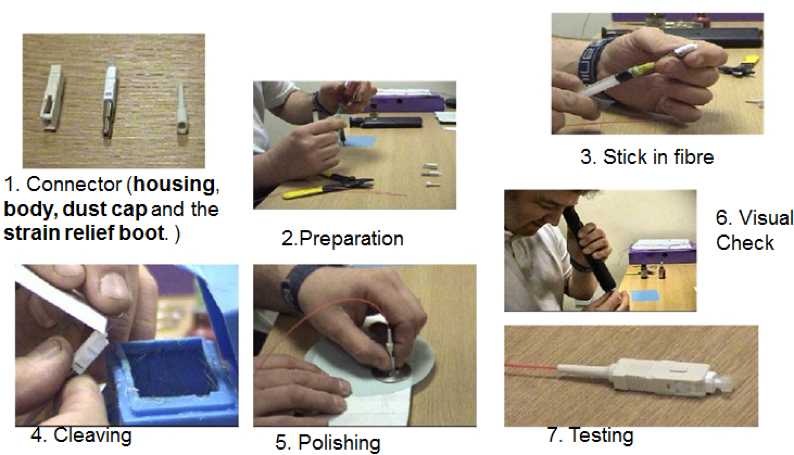 1. Connector (housing,
body, dust cap and the
strain relief boot. )
2.Preparation
3. Stick in fibre
4. Cleaving
5. Polishing
6. Visual
Check
7. Testing